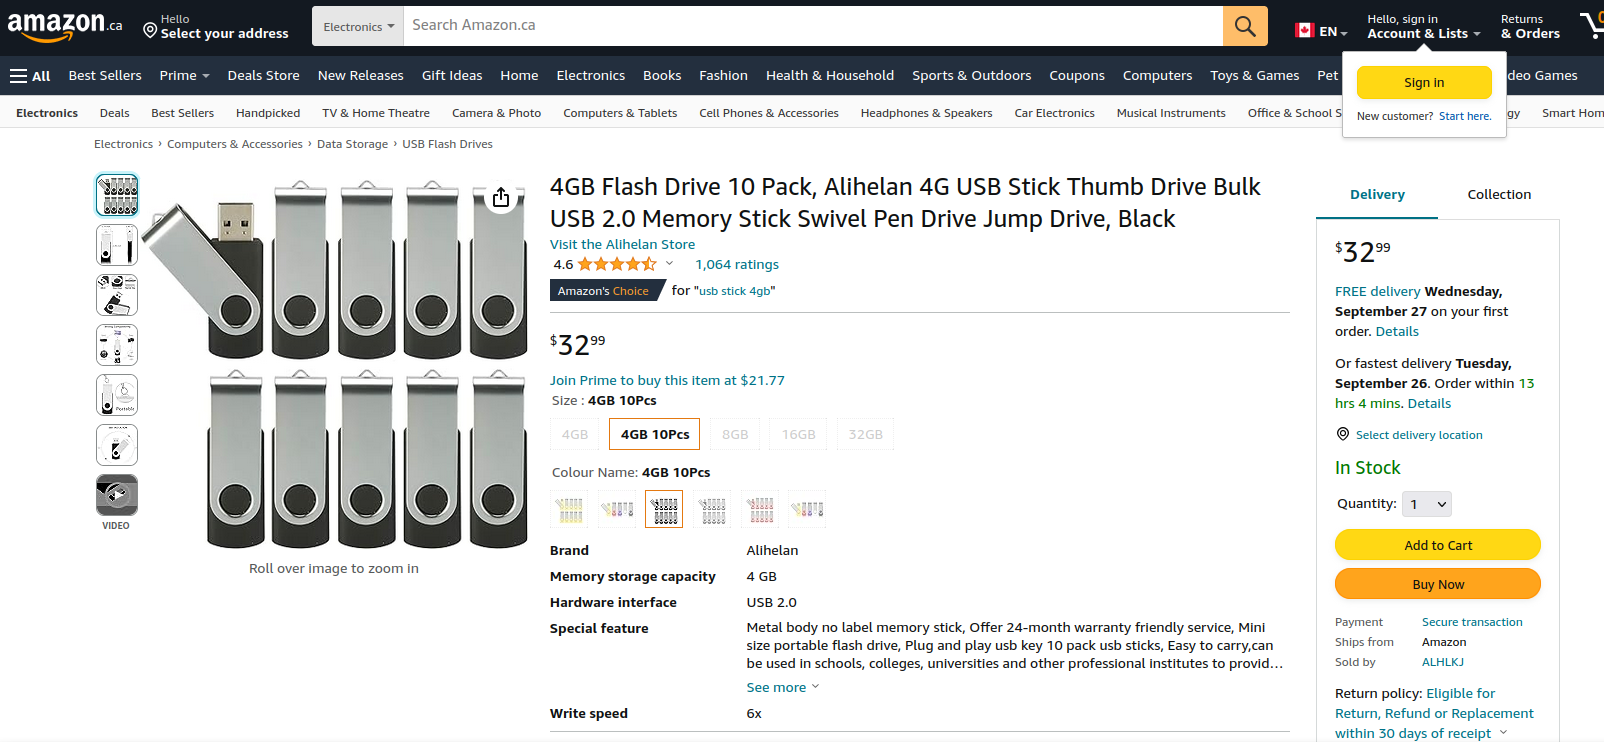 amazon.ca
Hello
Select your address
Electronics
Search Amazon.ca
EN
Hello, sign in
Account & Lists
Returns
& Orders
0
All
Best Sellers
Prime
Deals Store
New Releases
Gift Ideas
Home
Electronics
Books
Fashion
Health & Household
Sports & Outdoors
Coupons
Computers
Toys & Games
Pet
deo Games
Sign in
New customer? Start here.
Electronics
Deals
Best Sellers
Handpicked
TV & Home Theatre
Camera & Photo
Computers & Tablets
Cell Phones & Accessories
Headphones & Speakers
Car Electronics
Musical Instruments
Office & School S
gy
Smart Hom
Electronics › Computers & Accessories › Data Storage › USB Flash Drives
VIDEO
Roll over image to zoom in
4GB Flash Drive 10 Pack, Alihelan 4G USB Stick Thumb Drive Bulk
USB 2.0 Memory Stick Swivel Pen Drive Jump Drive, Black
Visit the Alihelan Store
4.6
1,064 ratings
Amazon's Choice for "usb stick 4gb"
$32 99
Join Prime to buy this item at $21.77
Size : 4GB 10Pcs
4GB
4GB 10Pcs
8GB
16GB
32GB
Colour Name: 4GB 10Pcs
Brand Alihelan
Memory storage capacity 4 GB
Hardware interface USB 2.0
Special feature Metal body no label memory stick, Offer 24-month warranty friendly service, Mini
size portable flash drive, Plug and play usb key 10 pack usb sticks, Easy to carry,can
be used in schools, colleges, universities and other professional institutes to provid…
See more
Write speed 6x
Delivery
Collection
$32 99
FREE delivery Wednesday,
September 27 on your first
order. Details
Or fastest delivery Tuesday,
September 26. Order within 13
hrs 4 mins. Details
Select delivery location
In Stock
Quantity: 1
Add to Cart
Buy Now
Payment Secure transaction
Ships from Amazon
Sold by ALHLKJ
Return policy: Eligible for
Return, Refund or Replacement
within 30 days of receipt